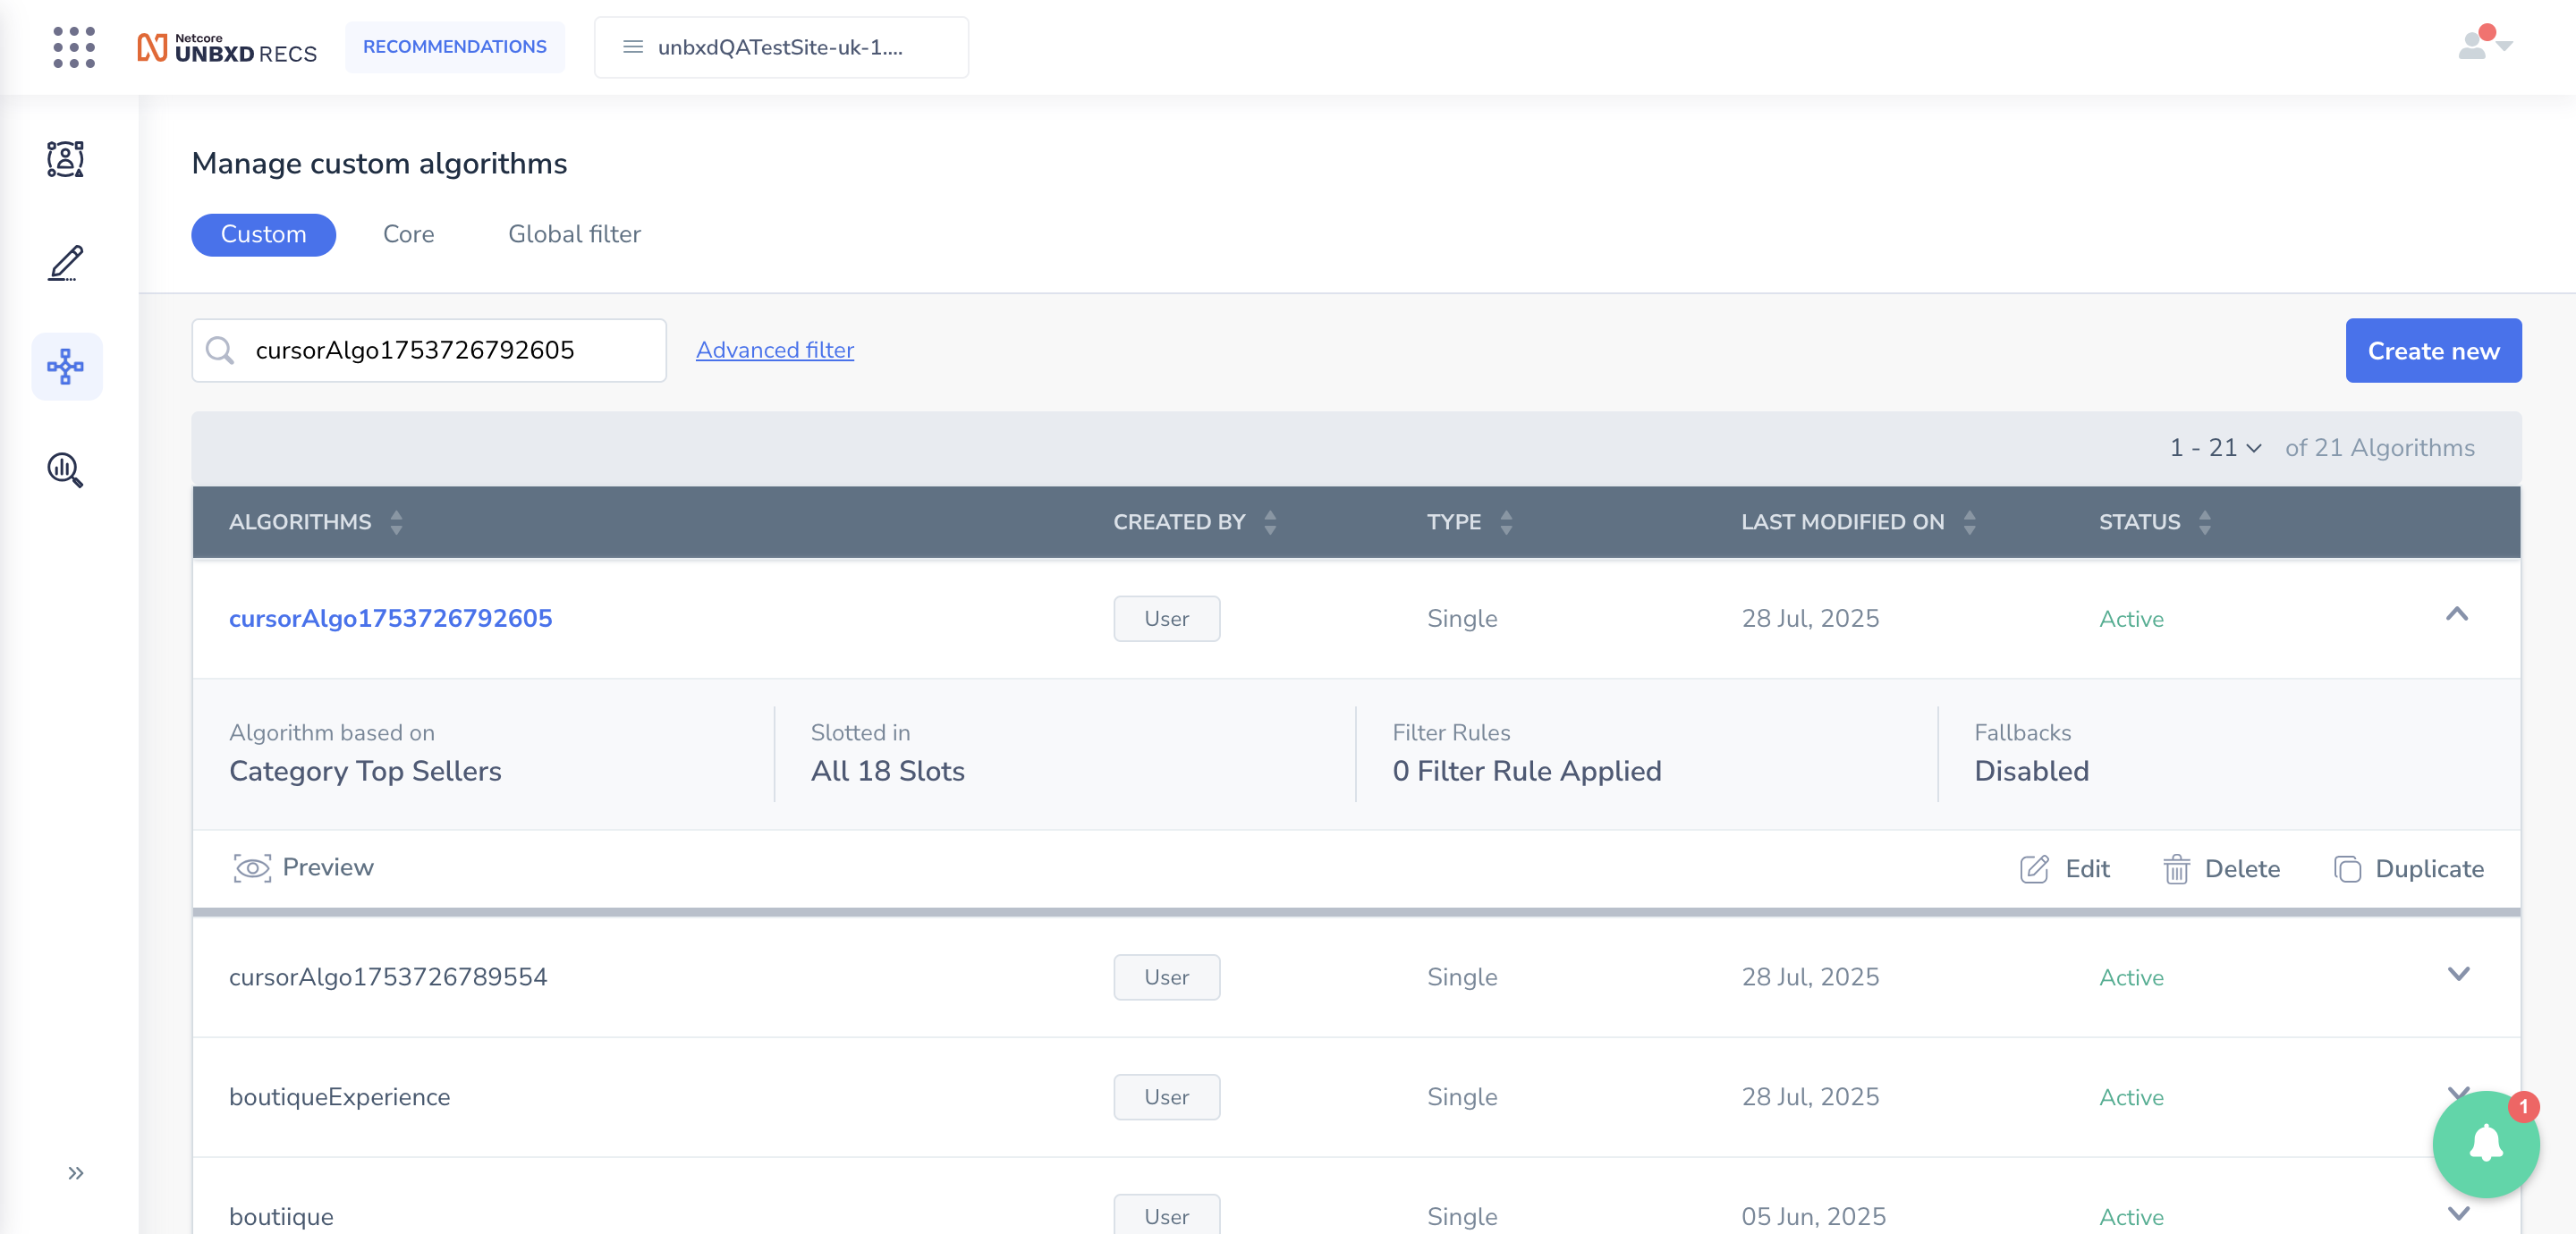 Netcore
UNBXD RECS
RECOMMENDATIONS
unbxdQATestSite-uk-1....
Manage custom algorithms
Custom Core Global filter
cursorAlgo1753726792605 Advanced filter Create new
1 - 21 of 21 Algorithms
ALGORITHMS CREATED BY TYPE LAST MODIFIED ON STATUS
cursorAlgo1753726792605 User Single 28 Jul, 2025 Active
Algorithm based on Slotted in Filter Rules Fallbacks
Category Top Sellers All 18 Slots 0 Filter Rule Applied Disabled
Preview Edit Delete Duplicate
cursorAlgo1753726789554 User Single 28 Jul, 2025 Active
boutiqueExperience User Single 28 Jul, 2025 Active
1
boutiique User Single 05 Jun, 2025 Active